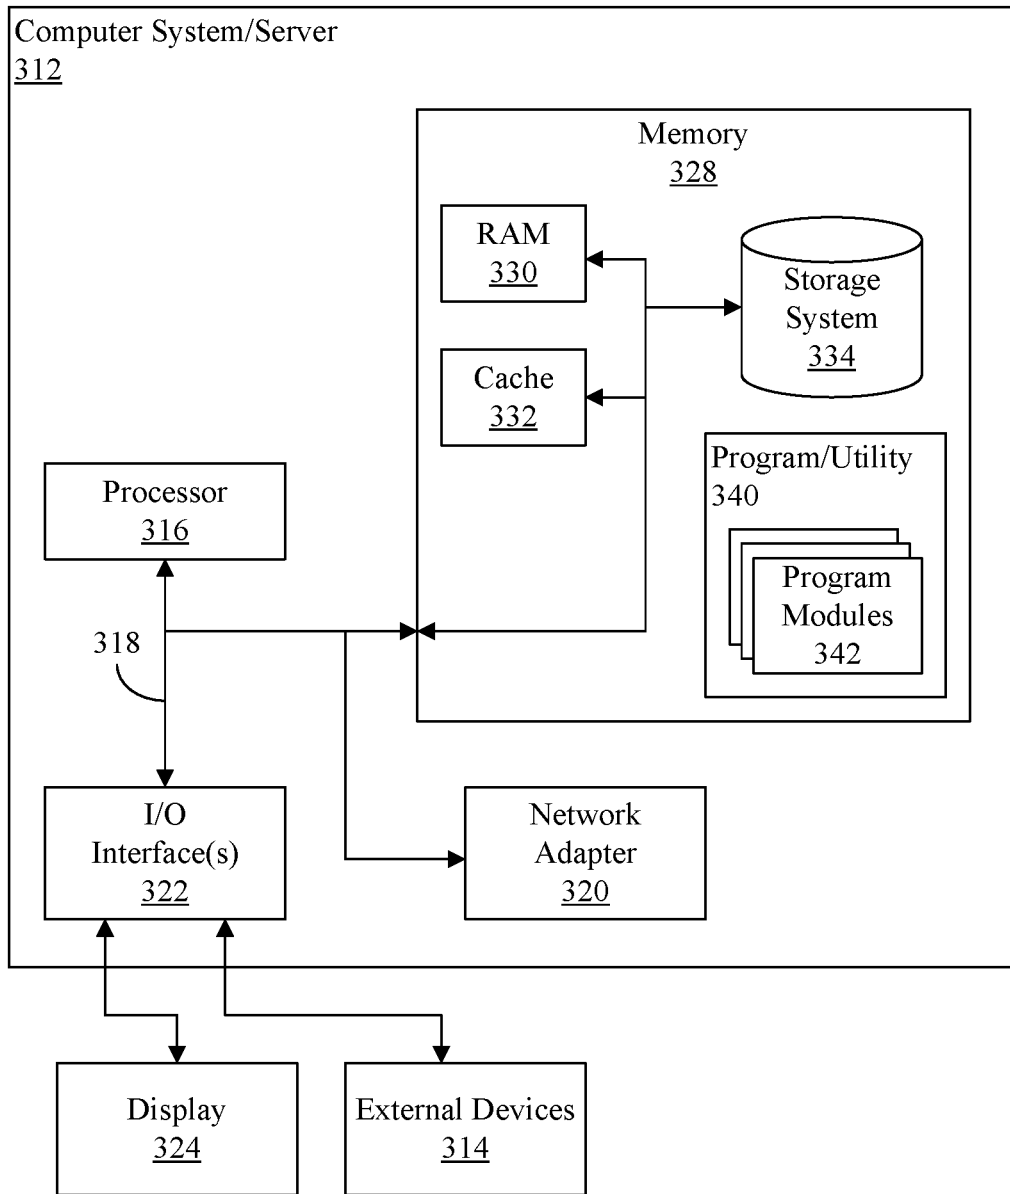 Computer System/Server
312
Memory
328
RAM
330
Storage
System
334
Cache
332
Program/Utility
340
Program
Modules
342
Processor
316
318
I/O
Interface(s)
322
Network
Adapter
320
Display
324
External Devices
314